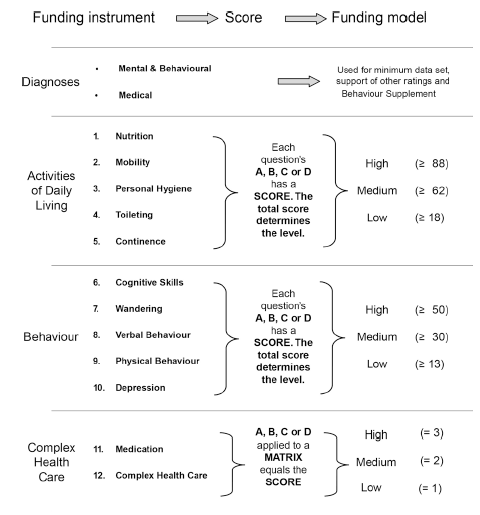 Funding instrument Score Funding model
Diagnoses
• Mental & Behavioural
• Medical
Used for minimum data set,
support of other ratings and
Behaviour Supplement
Activities
of Daily
Living
1. Nutrition
2. Mobility
3. Personal Hygiene
4. Toileting
5. Continence
Each
question's
A, B, C or D
has a
SCORE. The
total score
determines
the level.
High (≥ 88)
Medium (≥ 62)
Low (≥ 18)
Behaviour
6. Cognitive Skills
7. Wandering
8. Verbal Behaviour
9. Physical Behaviour
10. Depression
Each
question's
A, B, C or D
has a
SCORE. The
total score
determines
the level.
High (≥ 50)
Medium (≥ 30)
Low (≥ 13)
Complex
Health
Care
11. Medication
12. Complex Health Care
A, B, C or D
applied to a
MATRIX
equals the
SCORE
High (= 3)
Medium (= 2)
Low (= 1)